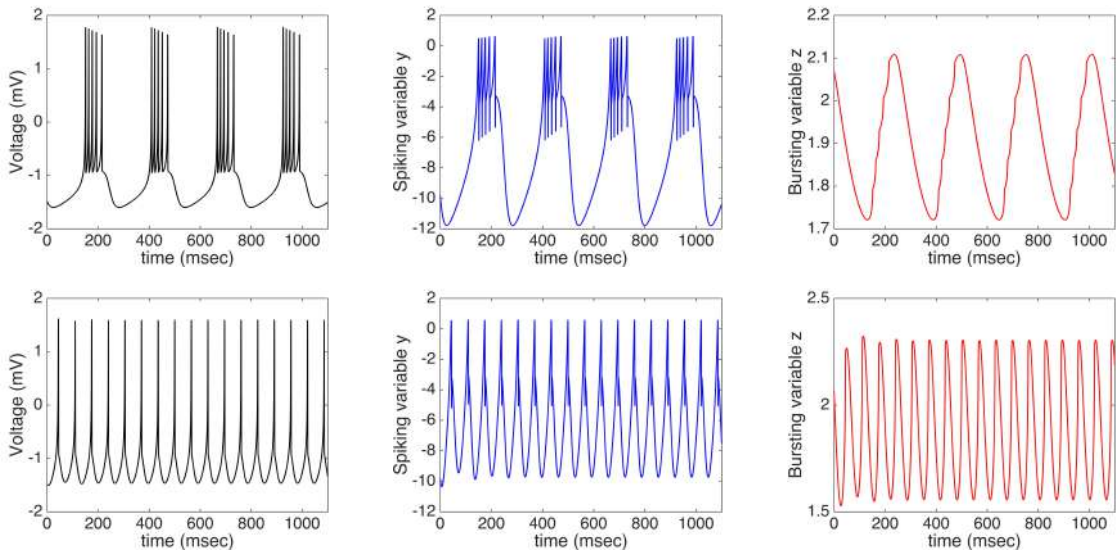 2
1
0
-1
-2
Voltage (mV)
0 200 400 600 800 1000
time (msec)
0
-2
-4
-6
-8
-10
-12
Spiking variable y
0 200 400 600 800 1000
time (msec)
2.1
2
1.9
1.8
1.7
Bursting variable z
0 200 400 600 800 1000
time (msec)
2
1
0
-1
-2
Voltage (mV)
0 200 400 600 800 1000
time (msec)
0
-2
-4
-6
-8
-10
-12
Spiking variable y
0 200 400 600 800 1000
time (msec)
2.5
2
1.5
Bursting variable z
0 200 400 600 800 1000
time (msec)